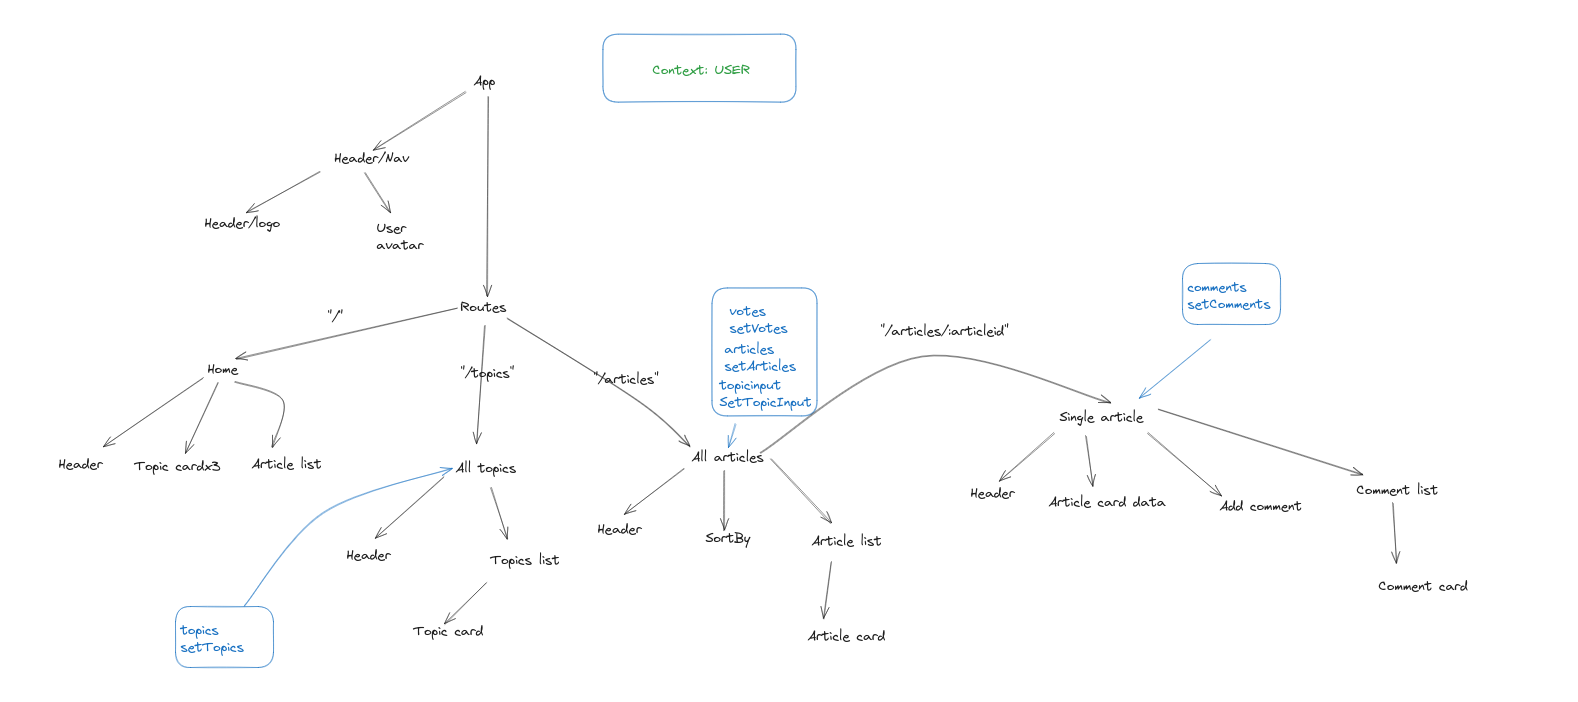 Context: USER
App
Header/Nav
Header/logo
User
avatar
Routes
"/"
"/topics"
"/articles"
"/articles/:articleid"
votes
setVotes
articles
setArticles
topicinput
SetTopicInput
comments
setComments
Home
Header
Topic cardx3
Article list
All topics
Header
Topics list
Topic card
topics
setTopics
All articles
Header
SortBy
Article list
Article card
Single article
Header
Article card data
Add comment
Comment list
Comment card